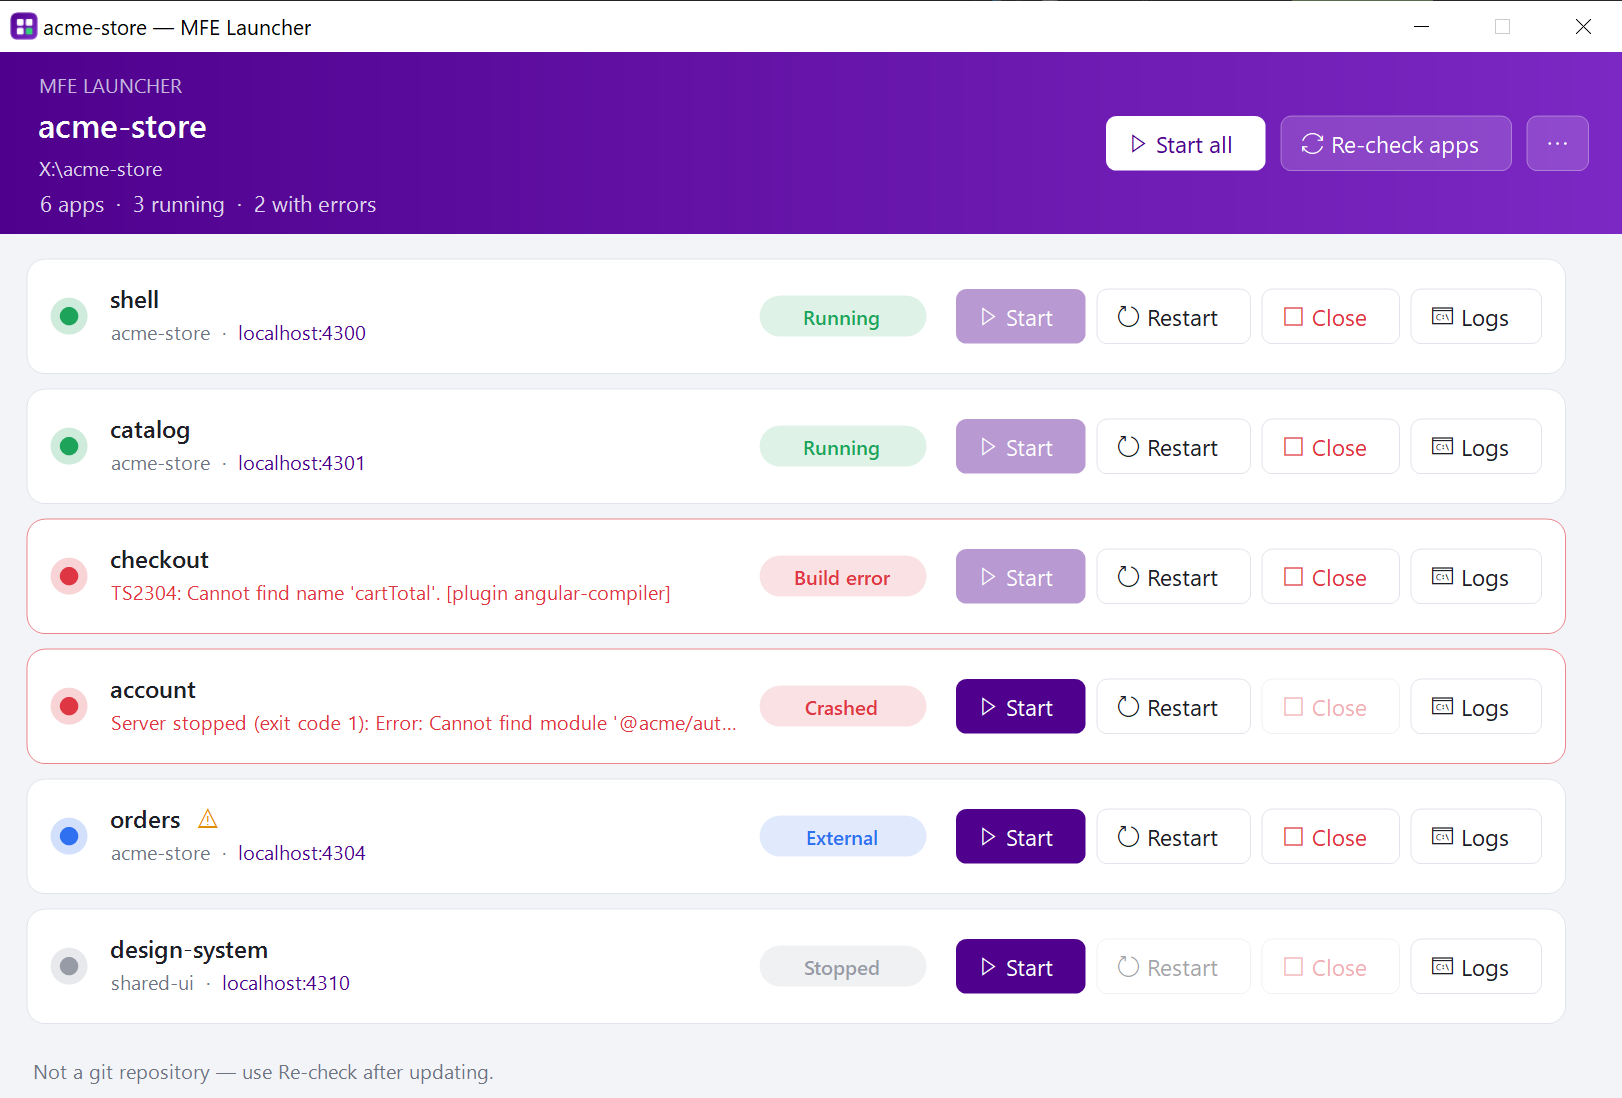 acme-store — MFE Launcher
MFE LAUNCHER
acme-store
X:\acme-store
6 apps · 3 running · 2 with errors
Start all
Re-check apps
...
shell
acme-store · localhost:4300
Running
Start
Restart
Close
Logs
catalog
acme-store · localhost:4301
Running
Start
Restart
Close
Logs
checkout
TS2304: Cannot find name 'cartTotal'. [plugin angular-compiler]
Build error
Start
Restart
Close
Logs
account
Server stopped (exit code 1): Error: Cannot find module '@acme/aut...
Crashed
Start
Restart
Close
Logs
orders
acme-store · localhost:4304
External
Start
Restart
Close
Logs
design-system
shared-ui · localhost:4310
Stopped
Start
Restart
Close
Logs
Not a git repository — use Re-check after updating.